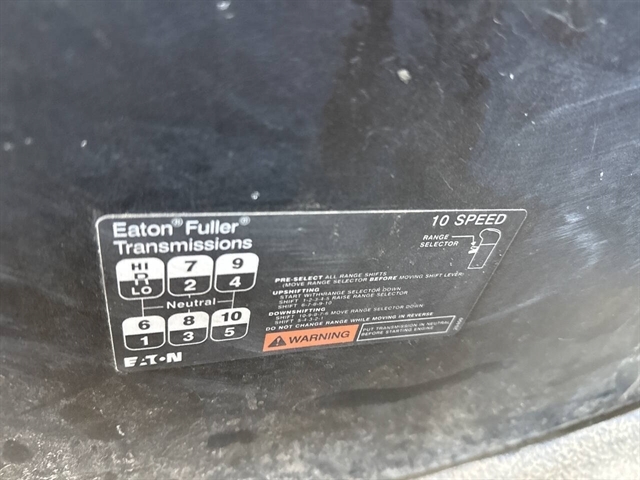 Eaton® Fuller®
Transmissions
10 SPEED
RANGE
SELECTOR
HI
R
LO
7
2
9
4
Neutral
6
1
8
3
10
5
EATON
PRE-SELECT ALL RANGE SHIFTS
(MOVE RANGE SELECTOR BEFORE MOVING SHIFT LEVER)
UPSHIFTING
START WITH RANGE SELECTOR DOWN
SHIFT 1-2-3-4-5 RAISE RANGE SELECTOR
SHIFT 6-7-8-9-10
DOWNSHIFTING
SHIFT 10-9-8-7-6 MOVE RANGE SELECTOR DOWN
SHIFT 5-4-3-2-1
DO NOT CHANGE RANGE WHILE MOVING IN REVERSE
WARNING
PUT TRANSMISSION IN NEUTRAL
BEFORE STARTING ENGINE